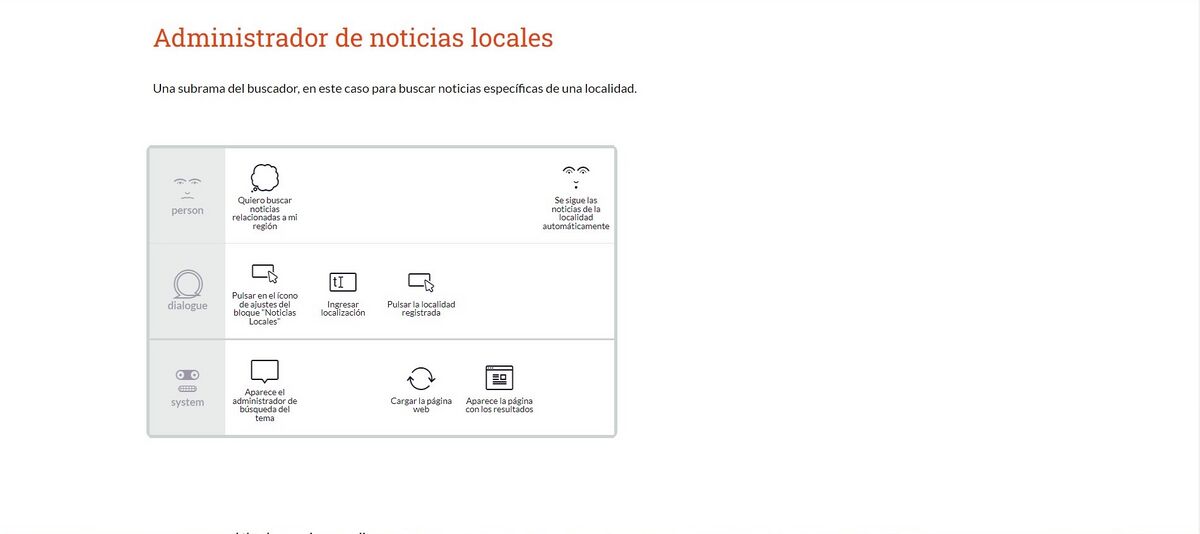 Administrador de noticias locales
Una subrama del buscador, en este caso para buscar noticias específicas de una localidad.
person
Quiero buscar
noticias
relacionadas a mi
región
Se sigue las
noticias de la
localidad
automáticamente
dialogue
Pulsar en el ícono
de ajustes del
bloque "Noticias
Locales"
Ingresar
localización
Pulsar la localidad
registrada
system
Aparece el
administrador de
búsqueda del
tema
Cargar la página
web
Aparece la página
con los resultados